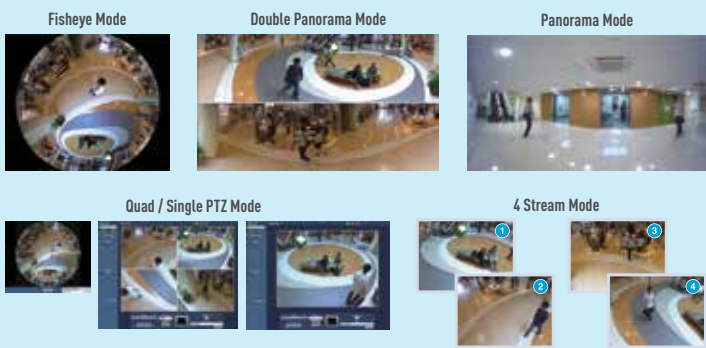 Fisheye Mode
Double Panorama Mode
Panorama Mode
Quad / Single PTZ Mode
4 Stream Mode
1
3
2
4